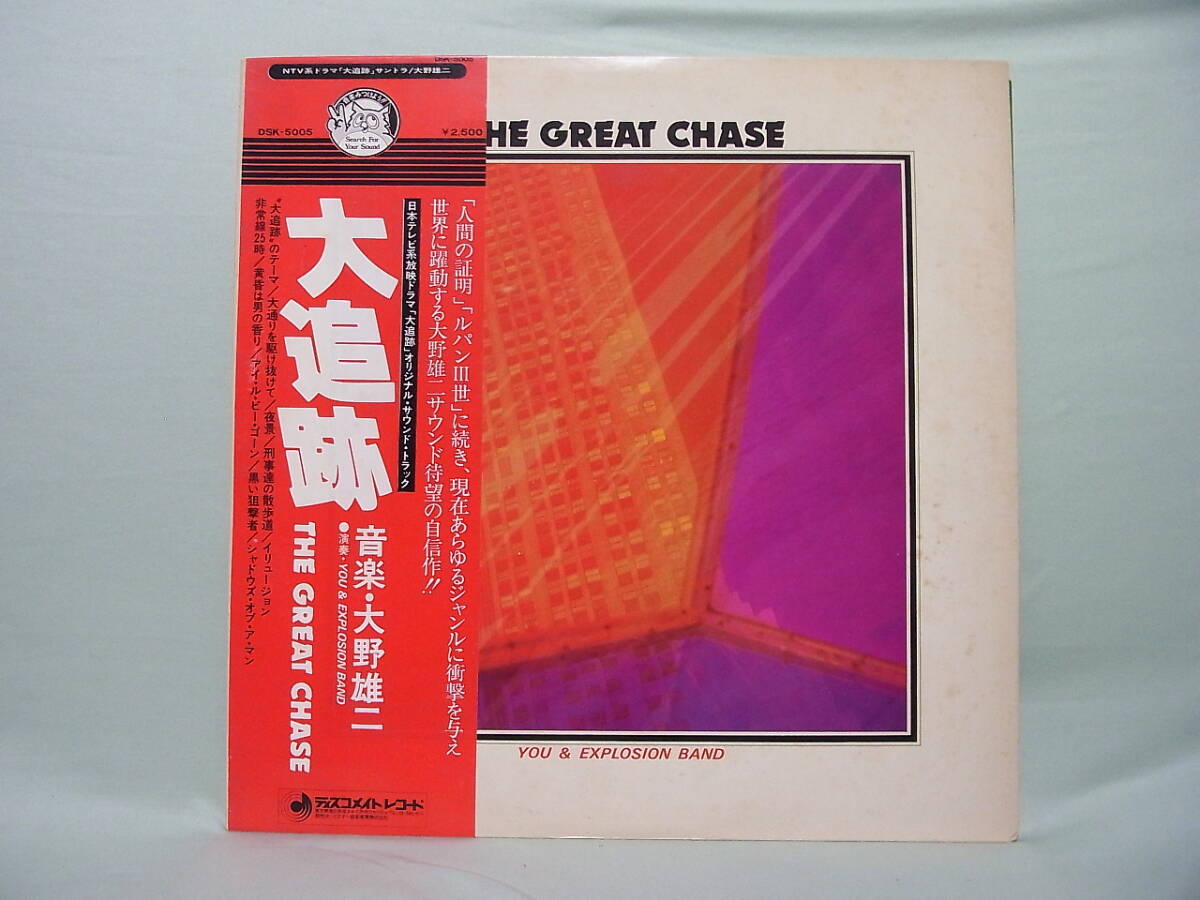 DSK-5005
NTV系ドラマ「大追跡」サントラ/大野雄二
音楽みつけよう!
Search For
Your Sound
DSK-5005
¥2,500
HE GREAT CHASE
「人間の証明」「ルパンIII世」に続き、現在あらゆるジャンルに衝撃を与え
世界に躍動する大野雄二サウンド待望の自信作!!
日本テレビ系放映ドラマ「大追跡」オリジナル・サウンド・トラック
音楽・大野雄二
●演奏・YOU & EXPLOSION BAND
大追跡
THE GREAT CHASE
"大追跡"のテーマ/大通りを駆け抜けて/夜景/刑事達の散歩道/イリュージョン
非常線25時/黄昏は男の香り/アイ・ル・ビー・ゴーン/黒い狙撃者/シャドウズ・オブ・ア・マン
YOU & EXPLOSION BAND
ディスコメイトレコード